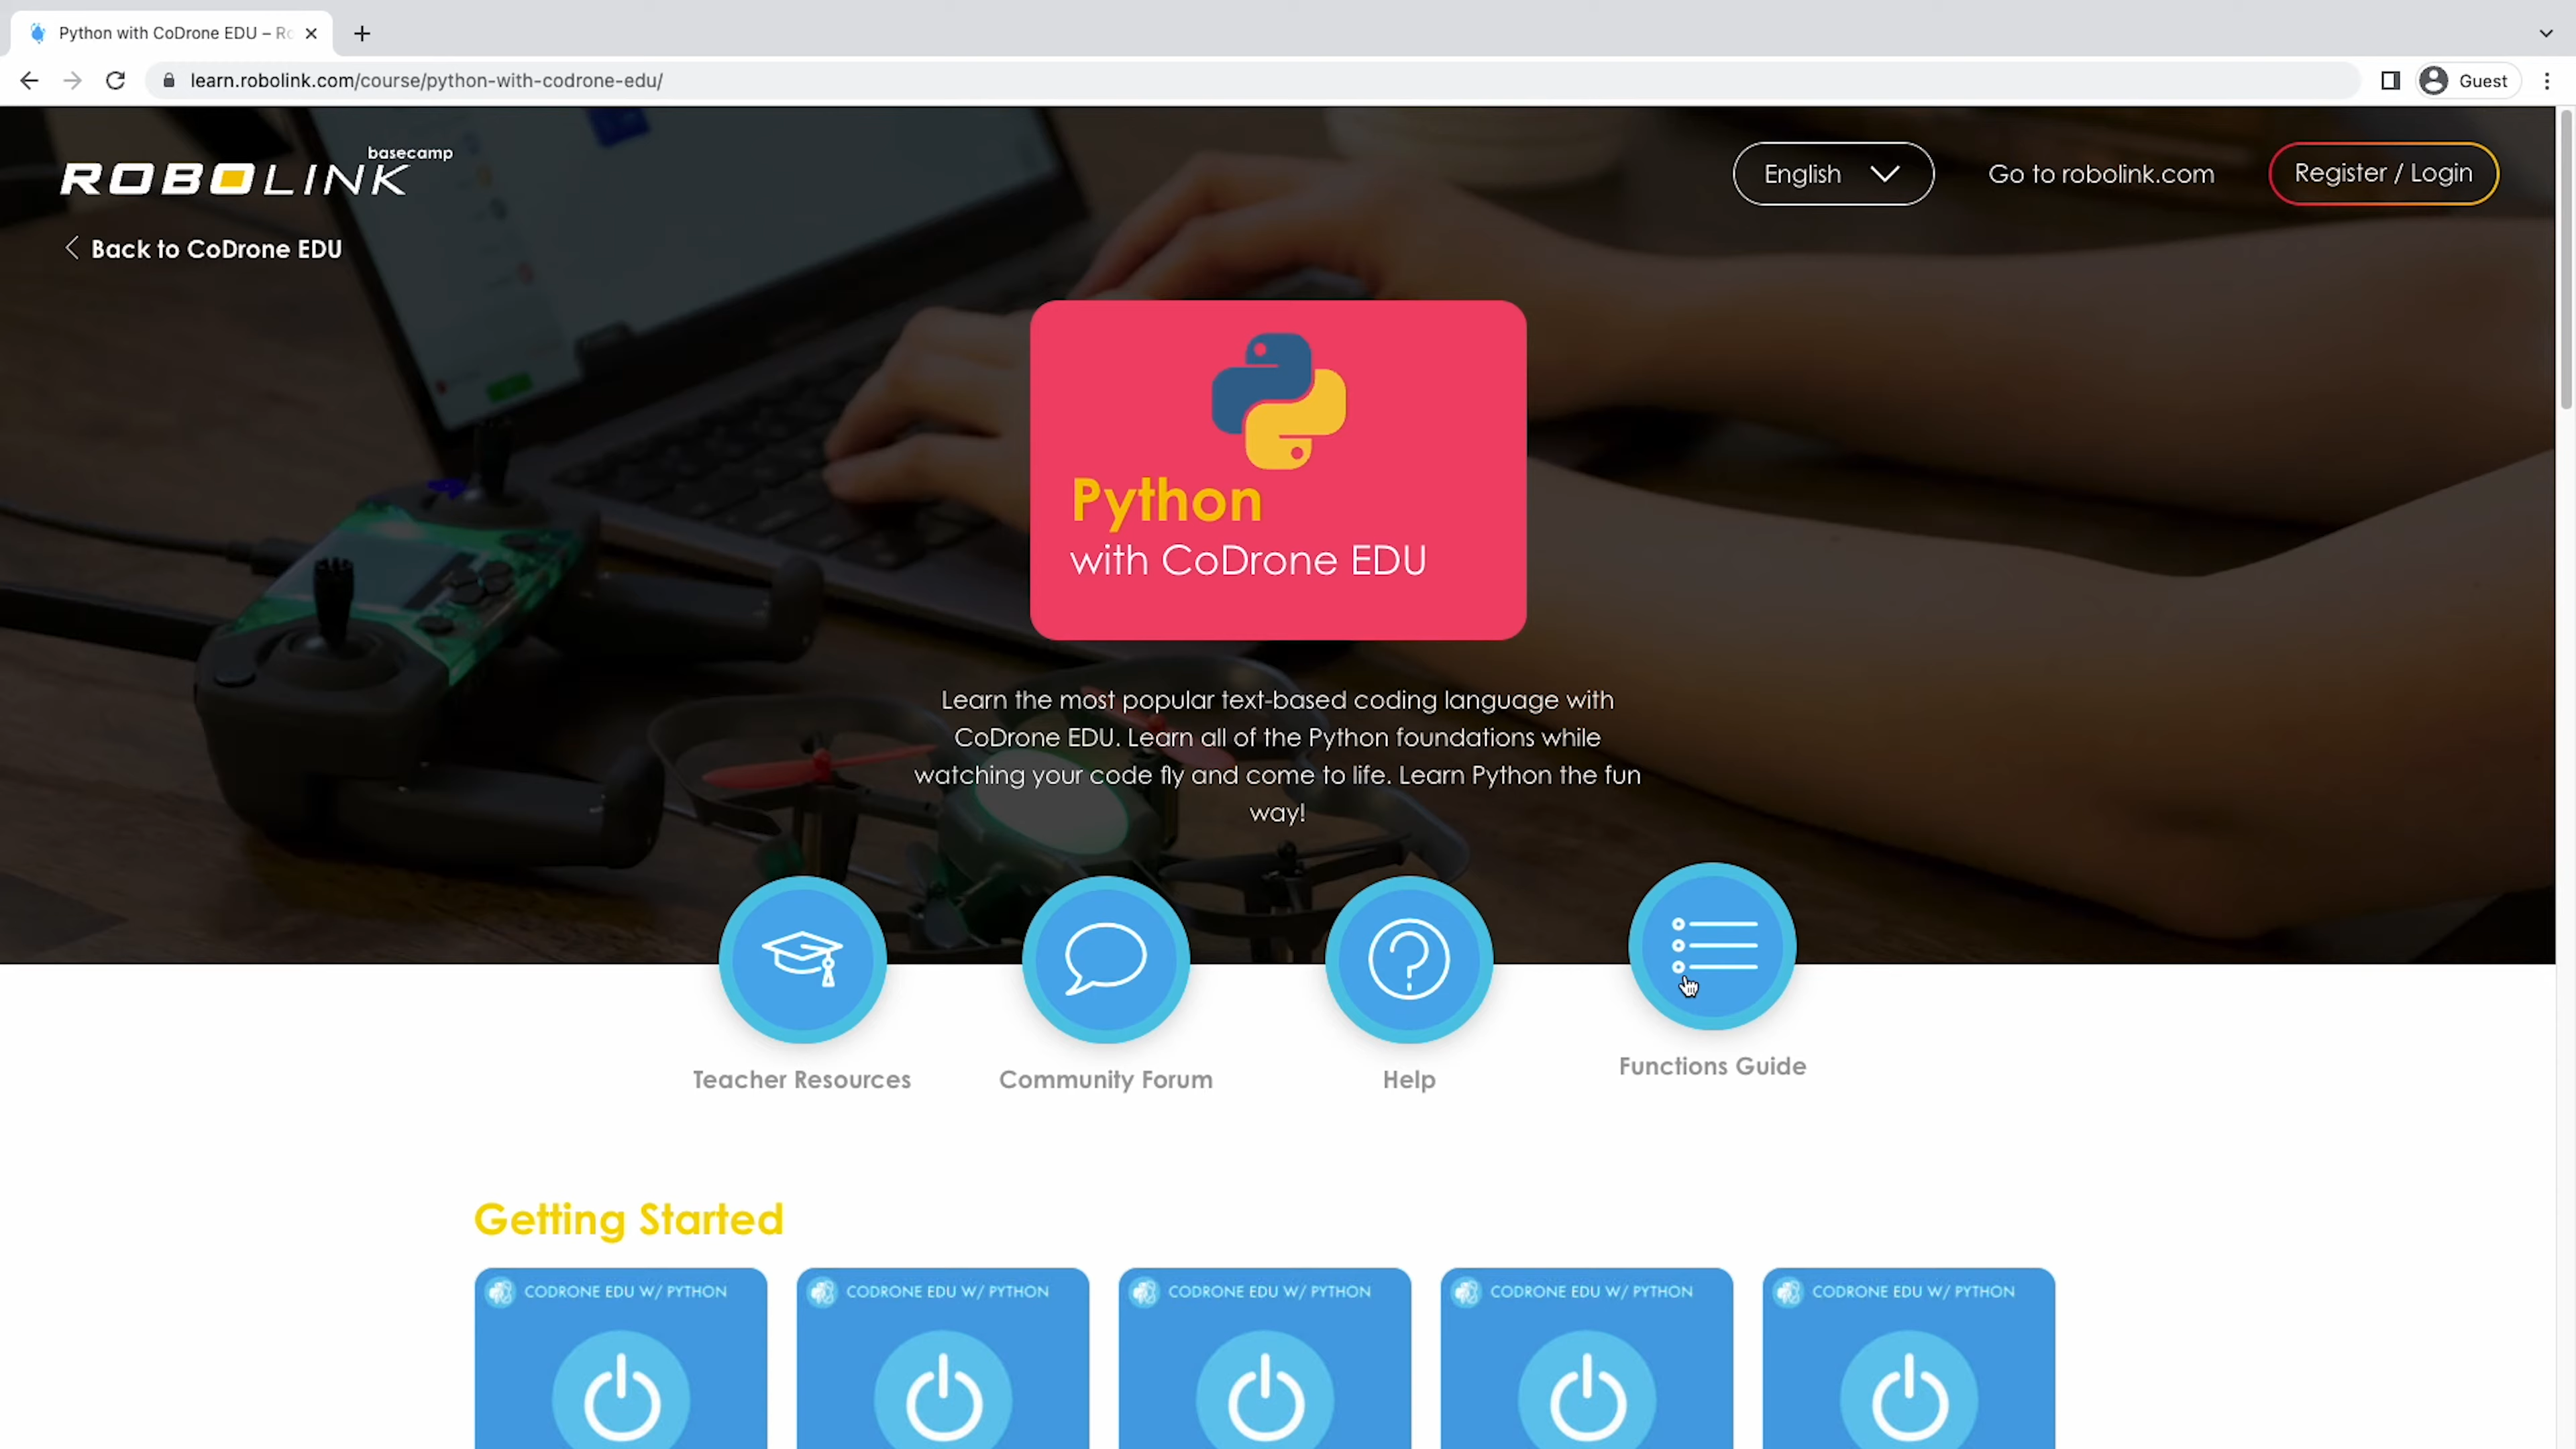 Python with CoDrone EDU – Ro
learn.robolink.com/course/python-with-codrone-edu/
Guest
basecamp
ROBOLINK
English
Go to robolink.com
Register / Login
Back to CoDrone EDU
Python
with CoDrone EDU
Learn the most popular text-based coding language with
CoDrone EDU. Learn all of the Python foundations while
watching your code fly and come to life. Learn Python the fun
way!
Teacher Resources
Community Forum
Help
Functions Guide
Getting Started
CODRONE EDU W/ PYTHON
CODRONE EDU W/ PYTHON
CODRONE EDU W/ PYTHON
CODRONE EDU W/ PYTHON
CODRONE EDU W/ PYTHON